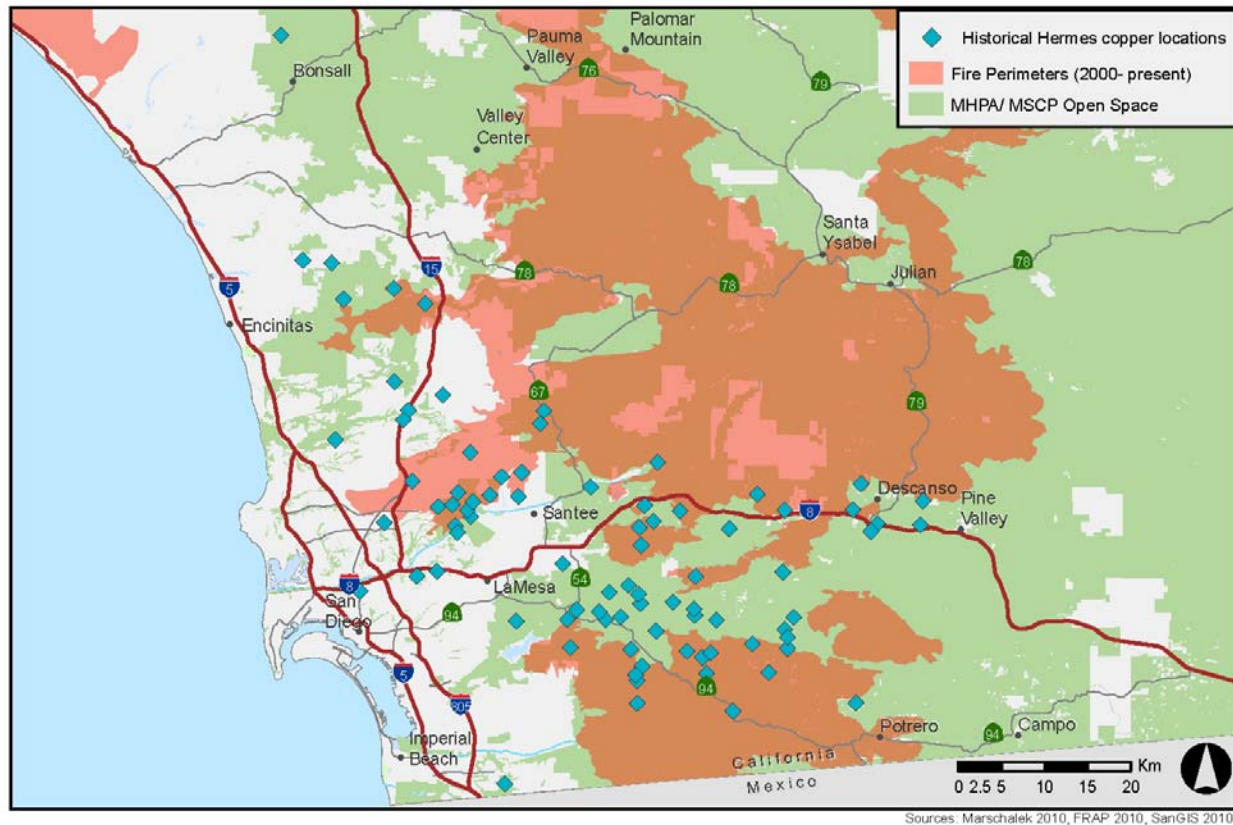 Historical Hermes copper locations
Fire Perimeters (2000- present)
MHPA/ MSCP Open Space
Palomar
Mountain
Pauma
Valley
76
79
Bonsall
Valley
Center
Santa
Ysabel
15
78
78
78
Julian
5
Encinitas
67
79
Descanso
Pine
Valley
8
Santee
8
LaMesa
54
San
Diego
94
5
94
805
Imperial
Beach
Potrero
94
Campo
California
Mexico
Km
0 2.5 5 10 15 20
Sources: Marschalek 2010, FRAP 2010, SanGIS 2010